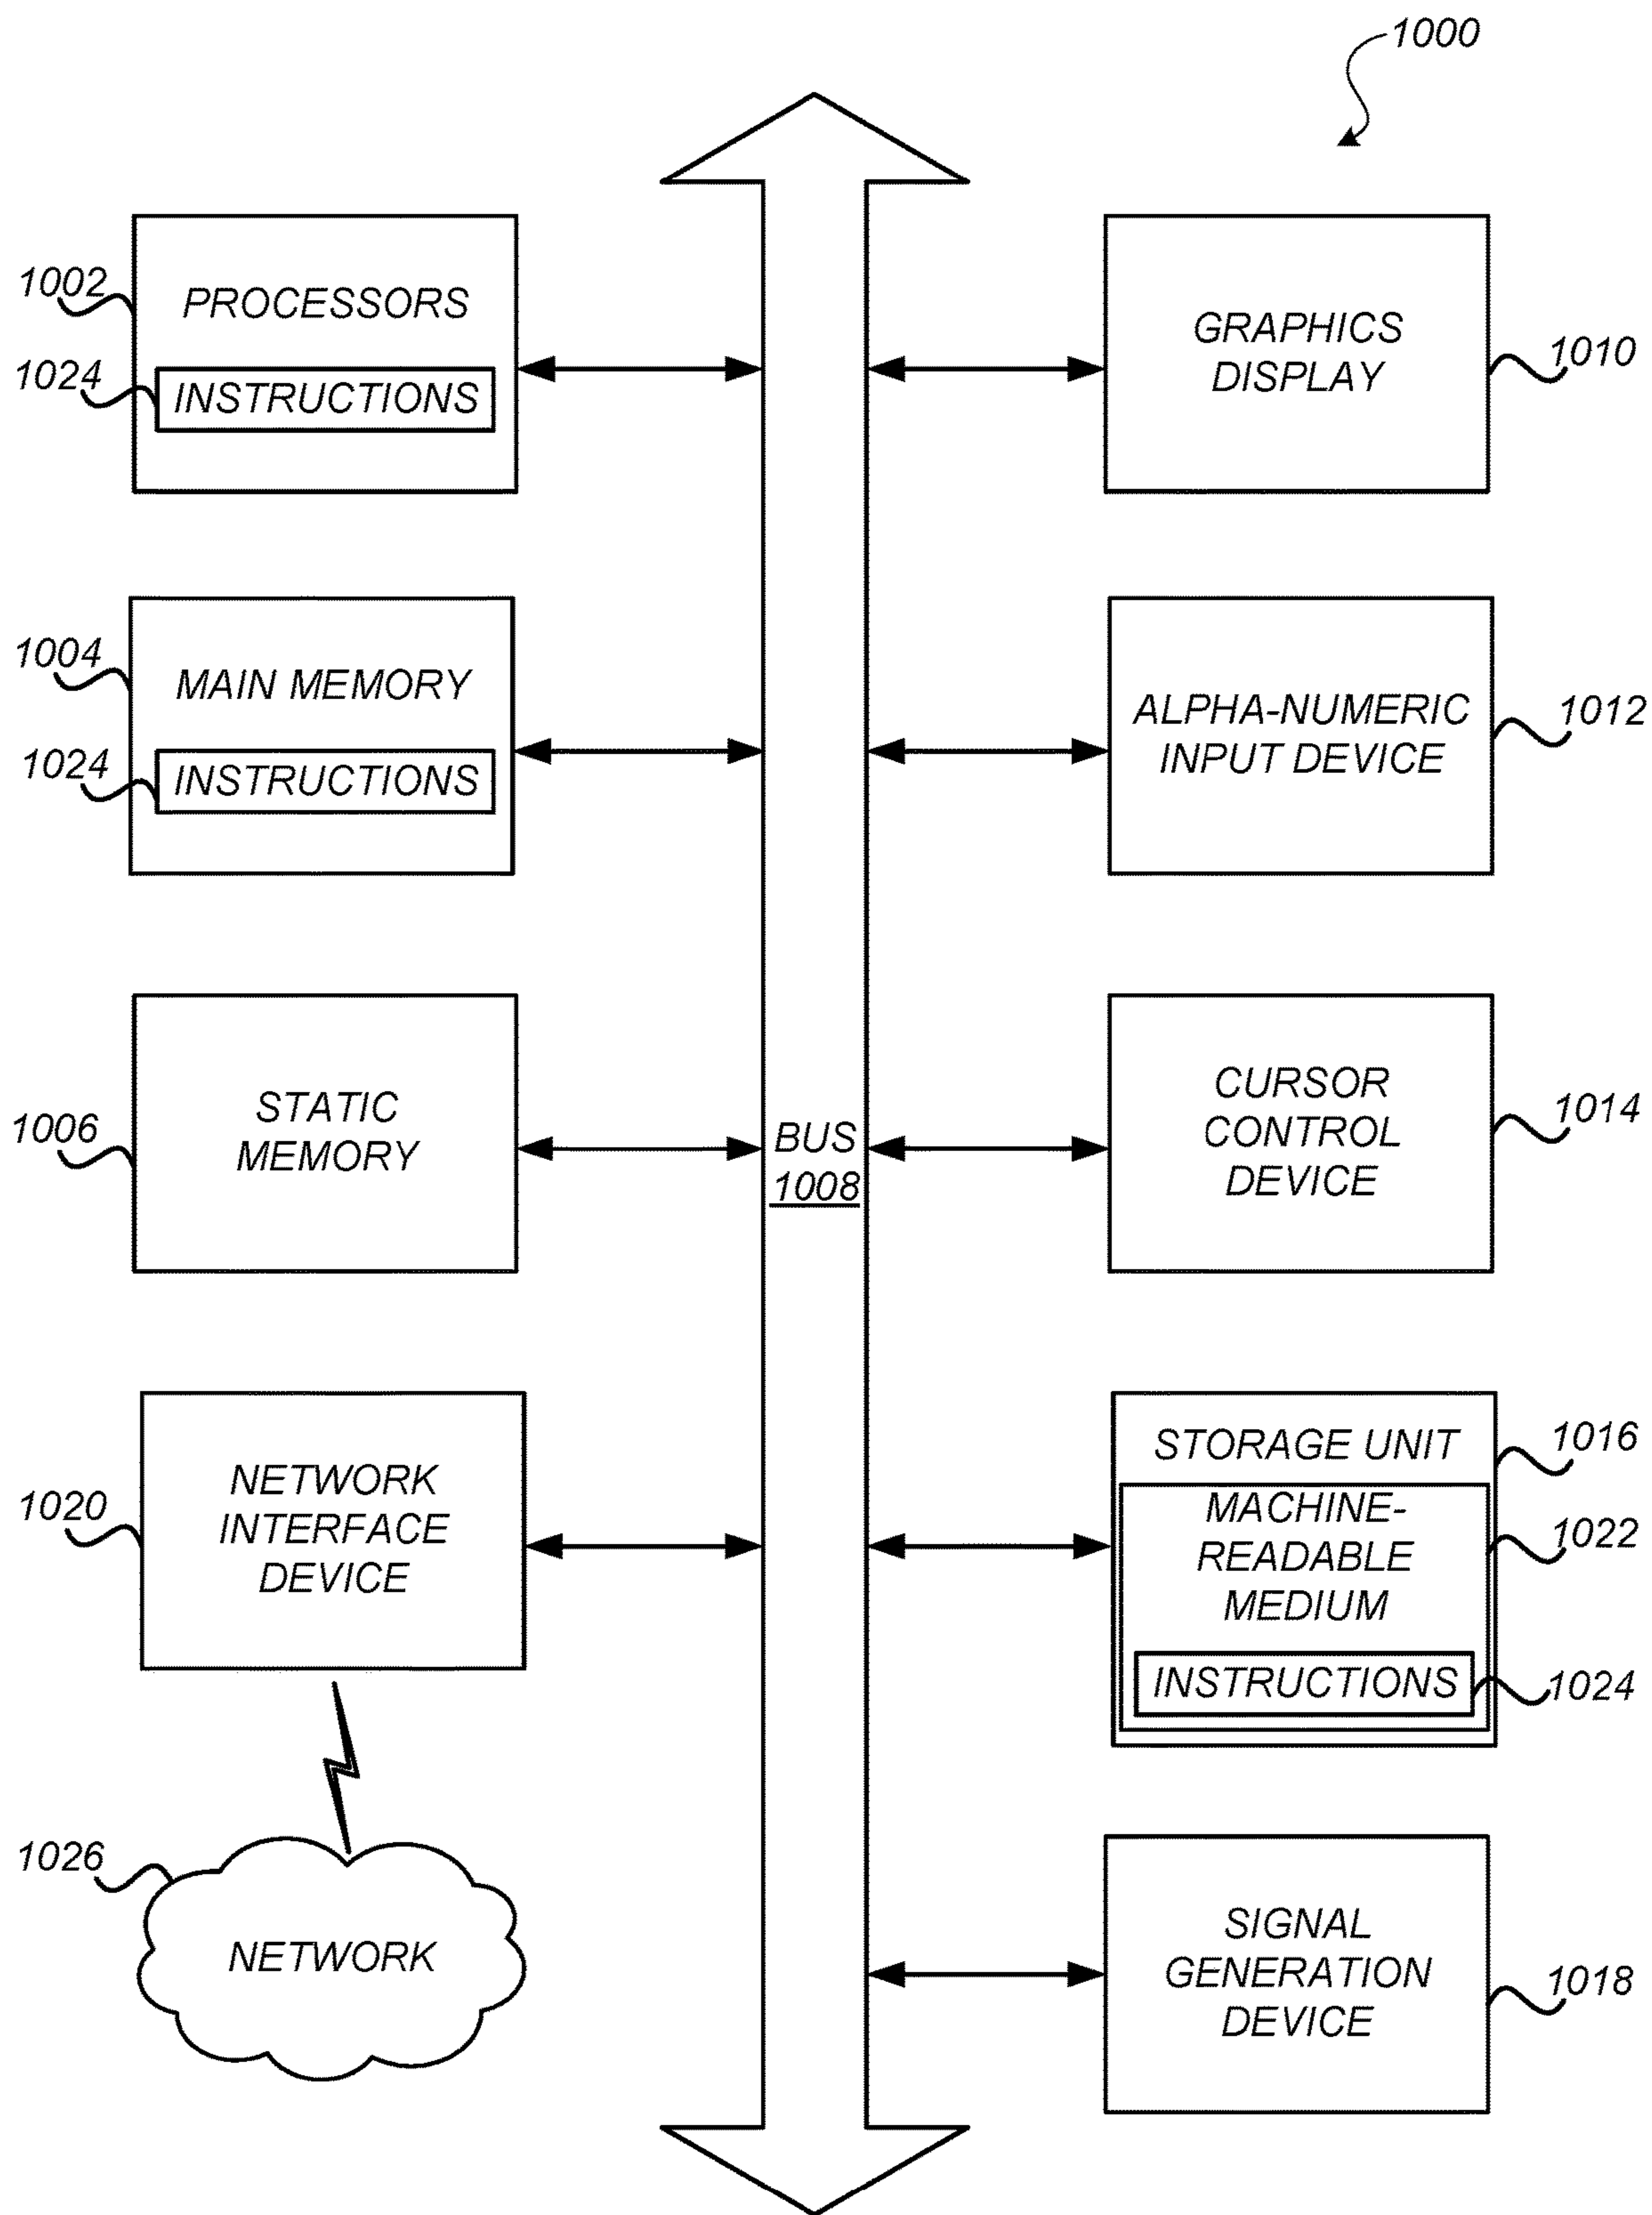 1000
1002
PROCESSORS
1024
INSTRUCTIONS
GRAPHICS
DISPLAY
1010
1004
MAIN MEMORY
1024
INSTRUCTIONS
ALPHA-NUMERIC
INPUT DEVICE
1012
1006
STATIC
MEMORY
BUS
1008
CURSOR
CONTROL
DEVICE
1014
1020
NETWORK
INTERFACE
DEVICE
STORAGE UNIT
1016
MACHINE-
READABLE
MEDIUM
1022
INSTRUCTIONS
1024
1026
NETWORK
SIGNAL
GENERATION
DEVICE
1018